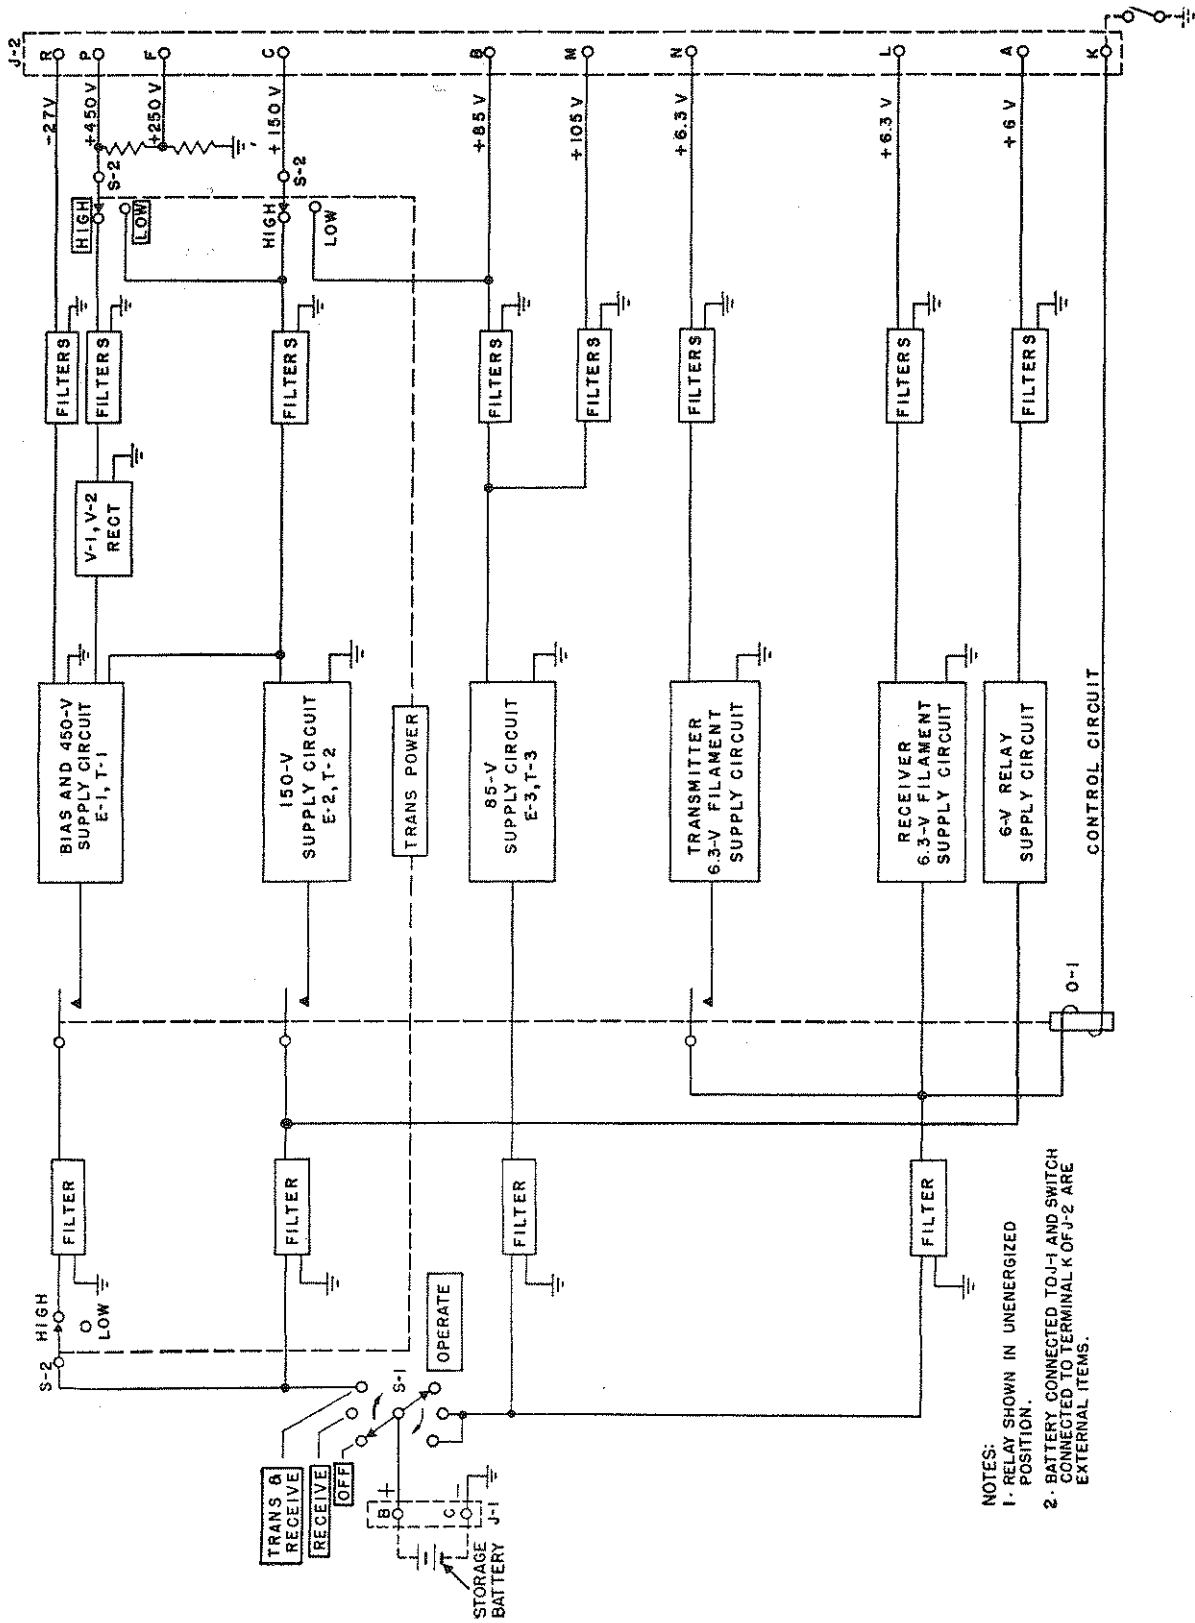 J-2
R
P
F
C
B
M
N
L
A
K
-27V
+450V
+250V
+150V
+85V
+105V
+6.3V
+6.3V
+6V
S-2
S-2
HIGH
LOW
HIGH
LOW
FILTERS
FILTERS
FILTERS
FILTERS
FILTERS
FILTERS
FILTERS
FILTERS
V-1, V-2
RECT
BIAS AND 450-V
SUPPLY CIRCUIT
E-1, T-1
150-V
SUPPLY CIRCUIT
E-2, T-2
TRANS POWER
85-V
SUPPLY CIRCUIT
E-3, T-3
TRANSMITTER
6.3-V FILAMENT
SUPPLY CIRCUIT
RECEIVER
6.3-V FILAMENT
SUPPLY CIRCUIT
6-V RELAY
SUPPLY CIRCUIT
CONTROL CIRCUIT
O-1
FILTER
FILTER
FILTER
FILTER
S-2
HIGH
LOW
S-1
OPERATE
TRANS &
RECEIVE
RECEIVE
OFF
B
+
C
-
J-1
STORAGE
BATTERY
NOTES:
1. RELAY SHOWN IN UNENERGIZED
POSITION.
2. BATTERY CONNECTED TO J-1 AND SWITCH
CONNECTED TO TERMINAL K OF J-2 ARE
EXTERNAL ITEMS.